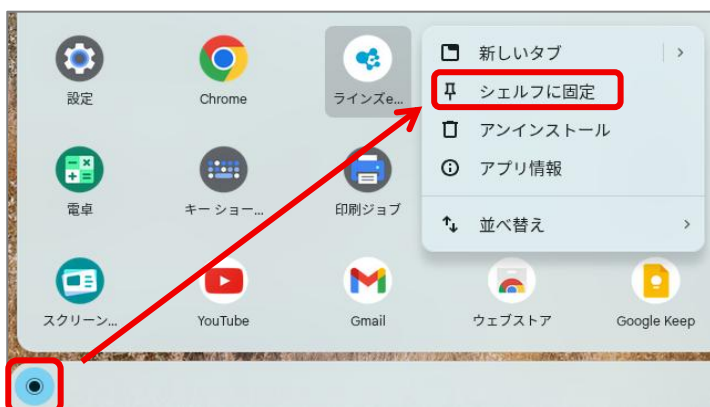 設定
Chrome
ラインズe...
新しいタブ
シェルフに固定
アンインストール
アプリ情報
並べ替え
電卓
キー ショー...
印刷ジョブ
スクリーン...
YouTube
Gmail
ウェブストア
Google Keep